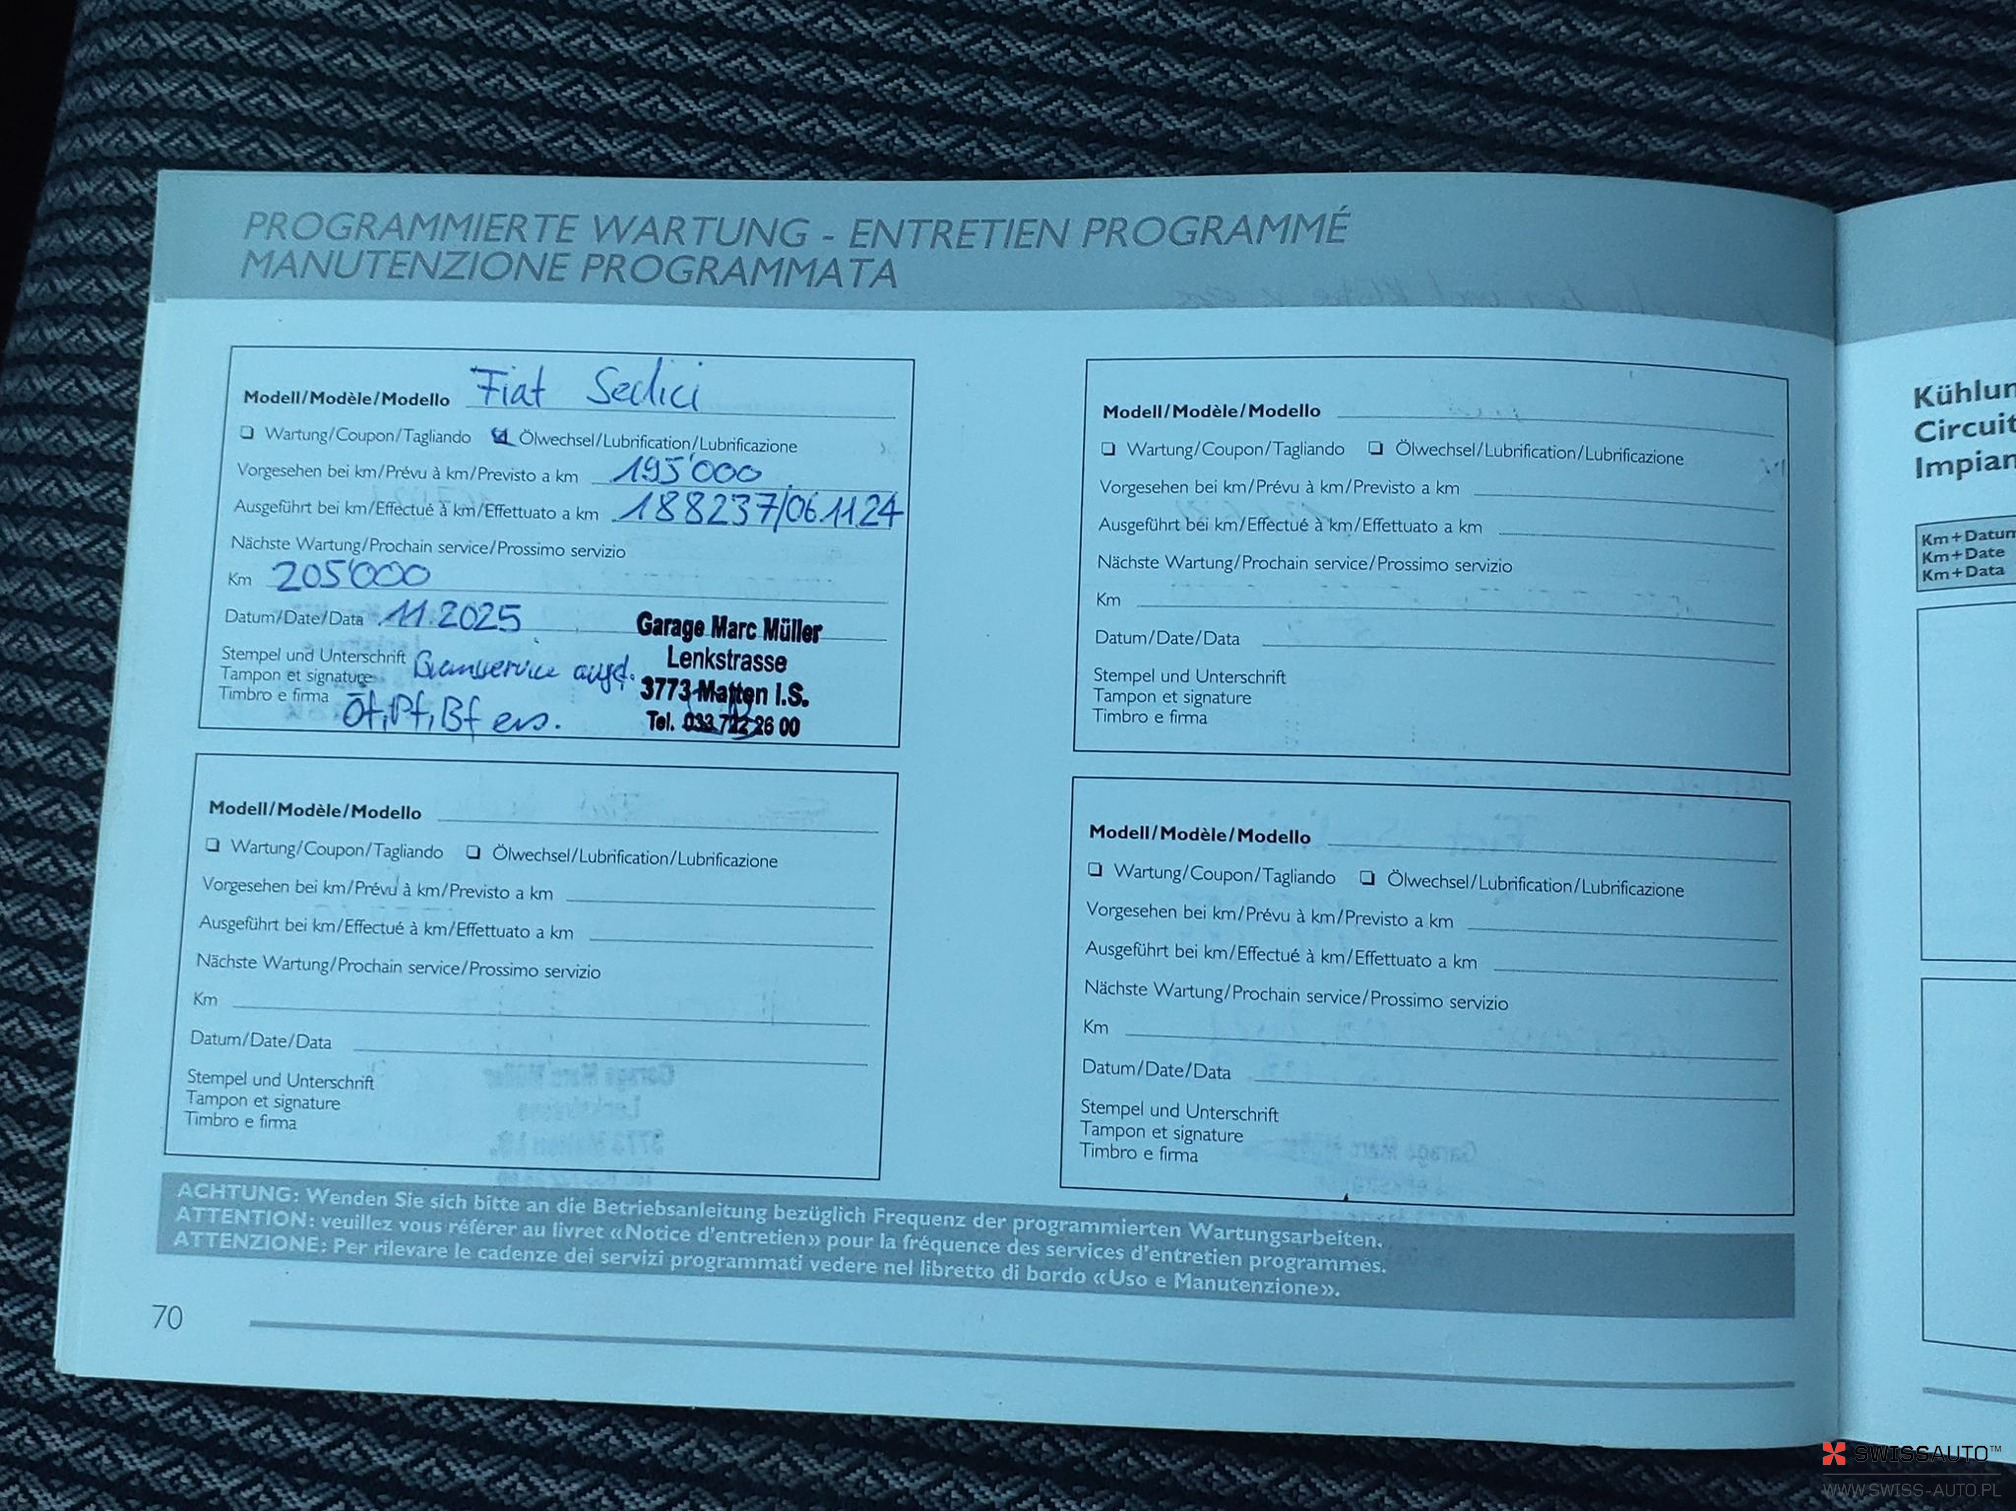 PROGRAMMIERTE WARTUNG - ENTRETIEN PROGRAMMÉ
MANUTENZIONE PROGRAMMATA
Modell/Modèle/Modello Fiat Sedici
Wartung/Coupon/Tagliando Ölwechsel/Lubrification/Lubrificazione
Vorgesehen bei km/Prévu à km/Previsto a km 195'000
Ausgeführt bei km/Effectué à km/Effettuato a km 188237/06.11.24
Nächste Wartung/Prochain service/Prossimo servizio
Km 205'000
Datum/Date/Data 11.2025
Stempel und Unterschrift
Tampon et signature
Timbro e firma
Öf, Pf, Bf ers.
Garage Marc Müller
Lenkstrasse
3773 Matten I.S.
Tel. 033 722 26 00
Modell/Modèle/Modello
Wartung/Coupon/Tagliando Ölwechsel/Lubrification/Lubrificazione
Vorgesehen bei km/Prévu à km/Previsto a km
Ausgeführt bei km/Effectué à km/Effettuato a km
Nächste Wartung/Prochain service/Prossimo servizio
Km
Datum/Date/Data
Stempel und Unterschrift
Tampon et signature
Timbro e firma
Modell/Modèle/Modello
Wartung/Coupon/Tagliando Ölwechsel/Lubrification/Lubrificazione
Vorgesehen bei km/Prévu à km/Previsto a km
Ausgeführt bei km/Effectué à km/Effettuato a km
Nächste Wartung/Prochain service/Prossimo servizio
Km
Datum/Date/Data
Stempel und Unterschrift
Tampon et signature
Timbro e firma
Modell/Modèle/Modello
Wartung/Coupon/Tagliando Ölwechsel/Lubrification/Lubrificazione
Vorgesehen bei km/Prévu à km/Previsto a km
Ausgeführt bei km/Effectué à km/Effettuato a km
Nächste Wartung/Prochain service/Prossimo servizio
Km
Datum/Date/Data
Stempel und Unterschrift
Tampon et signature
Timbro e firma
ACHTUNG: Wenden Sie sich bitte an die Betriebsanleitung bezüglich Frequenz der programmierten Wartungsarbeiten.
ATTENTION: veuillez vous référer au livret «Notice d'entretien» pour la fréquence des services d'entretien programmes.
ATTENZIONE: Per rilevare le cadenze dei servizi programmati vedere nel libretto di bordo «Uso e Manutenzione».
70
Km+Date
Km+Data
SWISSAUTO™
WWW.SWISS-AUTO.PL